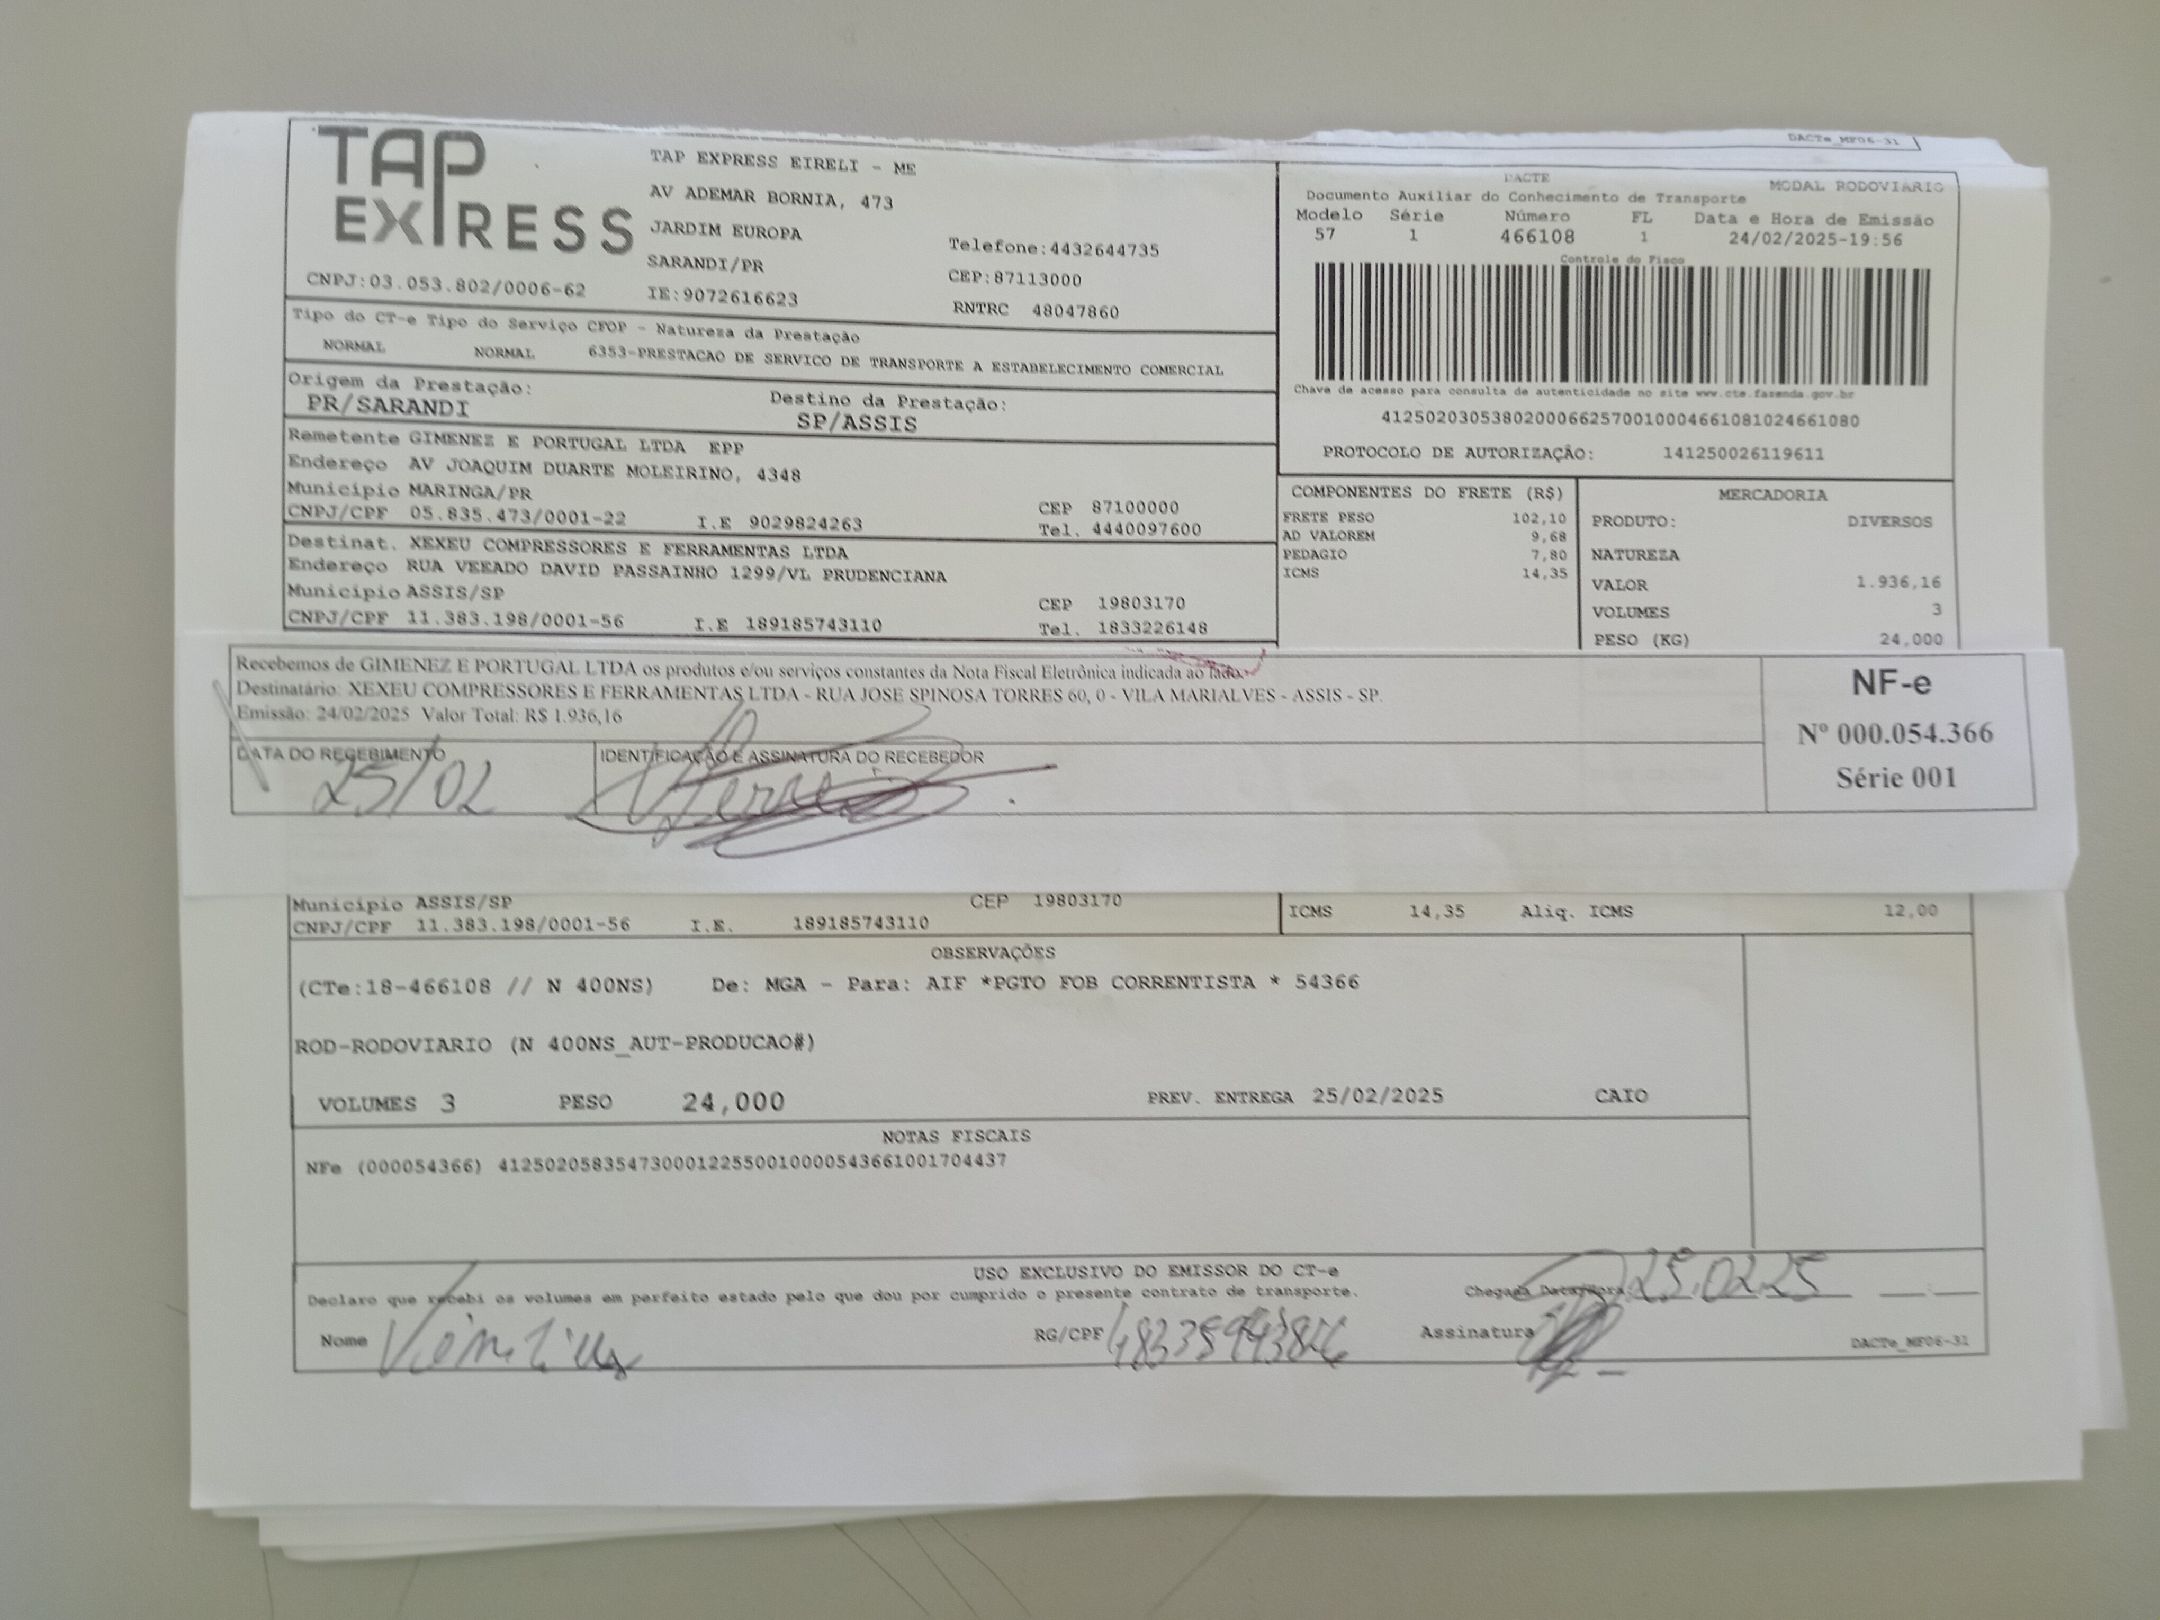 DACTe_MF06-31
TAP
EXPRESS
TAP EXPRESS EIRELI - ME
AV ADEMAR BORNIA, 473
JARDIM EUROPA
SARANDI/PR
Telefone:4432644735
CEP:87113000
CNPJ:03.053.802/0006-62
IE:9072616623
RNTRC 48047860
DACTE
Documento Auxiliar do Conhecimento de Transporte
MODAL RODOVIÁRIO
Modelo Série Número FL Data e Hora de Emissão
57 1 466108 1 24/02/2025-19:56
Controle do Fisco
Chave de acesso para consulta de autenticidade no site www.cte.fazenda.gov.br
41250203053802000662570010004661081024661080
PROTOCOLO DE AUTORIZAÇÃO: 141250026119611
Tipo do CT-e Tipo do Serviço CFOP - Natureza da Prestação
NORMAL NORMAL 6353-PRESTACAO DE SERVICO DE TRANSPORTE A ESTABELECIMENTO COMERCIAL
Origem da Prestação: Destino da Prestação:
PR/SARANDI SP/ASSIS
Remetente GIMENEZ E PORTUGAL LTDA EPP
Endereço AV JOAQUIM DUARTE MOLEIRINO, 4348
Município MARINGA/PR CEP 87100000
CNPJ/CPF 05.835.473/0001-22 I.E 9029824263 Tel. 4440097600
Destinat. XEXEU COMPRESSORES E FERRAMENTAS LTDA
Endereço RUA VEEADO DAVID PASSAINHO 1299/VL PRUDENCIANA
Município ASSIS/SP CEP 19803170
CNPJ/CPF 11.383.198/0001-56 I.E 189185743110 Tel. 1833226148
COMPONENTES DO FRETE (R$)
FRETE PESO 102,10
AD VALOREM 9,68
PEDAGIO 7,80
ICMS 14,35
MERCADORIA
PRODUTO: DIVERSOS
NATUREZA
VALOR 1.936,16
VOLUMES 3
PESO (KG) 24,000
Recebemos de GIMENEZ E PORTUGAL LTDA os produtos e/ou serviços constantes da Nota Fiscal Eletrônica indicada ao lado.
Destinatário: XEXEU COMPRESSORES E FERRAMENTAS LTDA - RUA JOSE SPINOSA TORRES 60, 0 - VILA MARIALVES - ASSIS - SP.
Emissão: 24/02/2025 Valor Total: R$ 1.936,16
DATA DO RECEBIMENTO IDENTIFICAÇÃO E ASSINATURA DO RECEBEDOR
25/02
NF-e
Nº 000.054.366
Série 001
Município ASSIS/SP CEP 19803170
CNPJ/CPF 11.383.198/0001-56 I.E. 189185743110
ICMS 14,35 Aliq. ICMS 12,00
OBSERVAÇÕES
(CTe:18-466108 // N 400NS) De: MGA - Para: AIF *PGTO FOB CORRENTISTA * 54366
ROD-RODOVIARIO (N 400NS_AUT-PRODUCAO#)
VOLUMES 3 PESO 24,000 PREV. ENTREGA 25/02/2025 CAIO
NOTAS FISCAIS
NFe (000054366) 41250205835473000122550010000543661001704437
USO EXCLUSIVO DO EMISSOR DO CT-e
Declaro que recebi os volumes em perfeito estado pelo que dou por cumprido o presente contrato de transporte.
Chegada Data/Hora 25.02.25
Nome RG/CPF Assinatura
DACTe_MF06-31